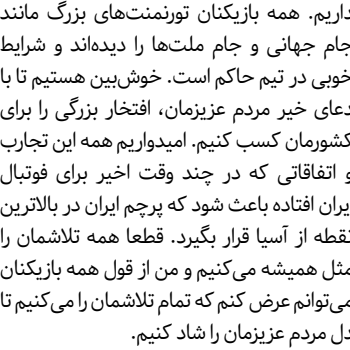 داریم. همه بازیکنان تورنمنت‌های بزرگ مانند
جام جهانی و جام ملت‌ها را دیده‌اند و شرایط
خوبی در تیم حاکم است. خوش‌بین هستیم تا با
دعای خیر مردم عزیزمان، افتخار بزرگی را برای
کشورمان کسب کنیم. امیدواریم همه این تجارب
و اتفاقاتی که در چند وقت اخیر برای فوتبال
ایران افتاده باعث شود که پرچم ایران در بالاترین
نقطه از آسیا قرار بگیرد. قطعا همه تلاشمان را
مثل همیشه می‌کنیم و من از قول همه بازیکنان
می‌توانم عرض کنم که تمام تلاشمان را می‌کنیم تا
دل مردم عزیزمان را شاد کنیم.